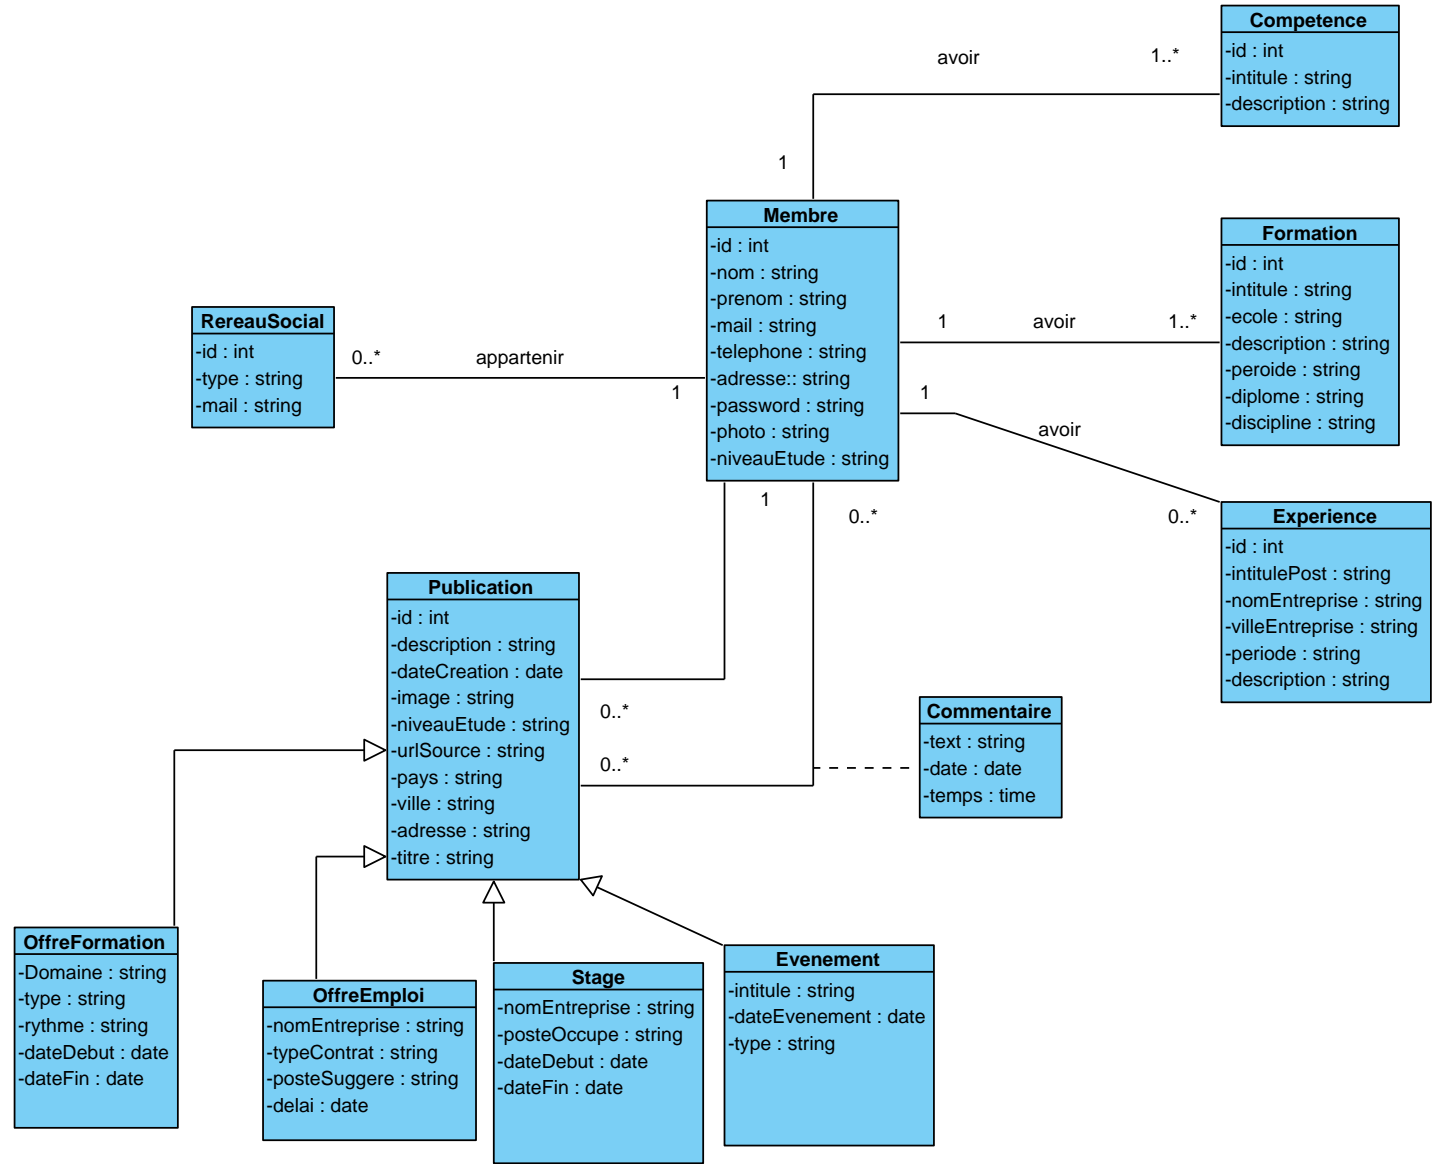 Competence
-id : int
-intitule : string
-description : string
avoir
1..*
1
Membre
-id : int
-nom : string
-prenom : string
-mail : string
-telephone : string
-adresse:: string
-password : string
-photo : string
-niveauEtude : string
Formation
-id : int
-intitule : string
-ecole : string
-description : string
-peroide : string
-diplome : string
-discipline : string
1
avoir
1..*
RereauSocial
-id : int
-type : string
-mail : string
0..*
appartenir
1
1
avoir
0..*
Experience
-id : int
-intitulePost : string
-nomEntreprise : string
-villeEntreprise : string
-periode : string
-description : string
1
0..*
Publication
-id : int
-description : string
-dateCreation : date
-image : string
-niveauEtude : string
-urlSource : string
-pays : string
-ville : string
-adresse : string
-titre : string
0..*
0..*
Commentaire
-text : string
-date : date
-temps : time
OffreFormation
-Domaine : string
-type : string
-rythme : string
-dateDebut : date
-dateFin : date
OffreEmploi
-nomEntreprise : string
-typeContrat : string
-posteSuggere : string
-delai : date
Stage
-nomEntreprise : string
-posteOccupe : string
-dateDebut : date
-dateFin : date
Evenement
-intitule : string
-dateEvenement : date
-type : string